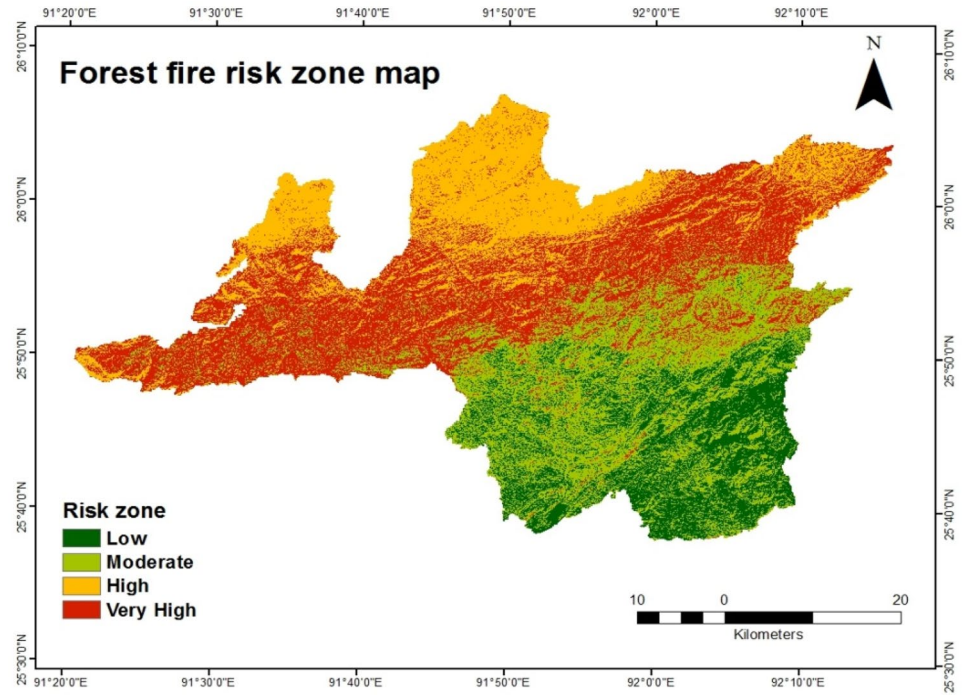 91°20'0"E 91°30'0"E 91°40'0"E 91°50'0"E 92°0'0"E 92°10'0"E
26°10'0"N
26°10'0"N
Forest fire risk zone map
N
26°0'0"N
26°0'0"N
25°50'0"N
25°50'0"N
25°40'0"N
25°40'0"N
Risk zone
Low
Moderate
High
Very High
10 0 20
Kilometers
25°30'0"N
25°30'0"N
91°20'0"E 91°30'0"E 91°40'0"E 91°50'0"E 92°0'0"E 92°10'0"E